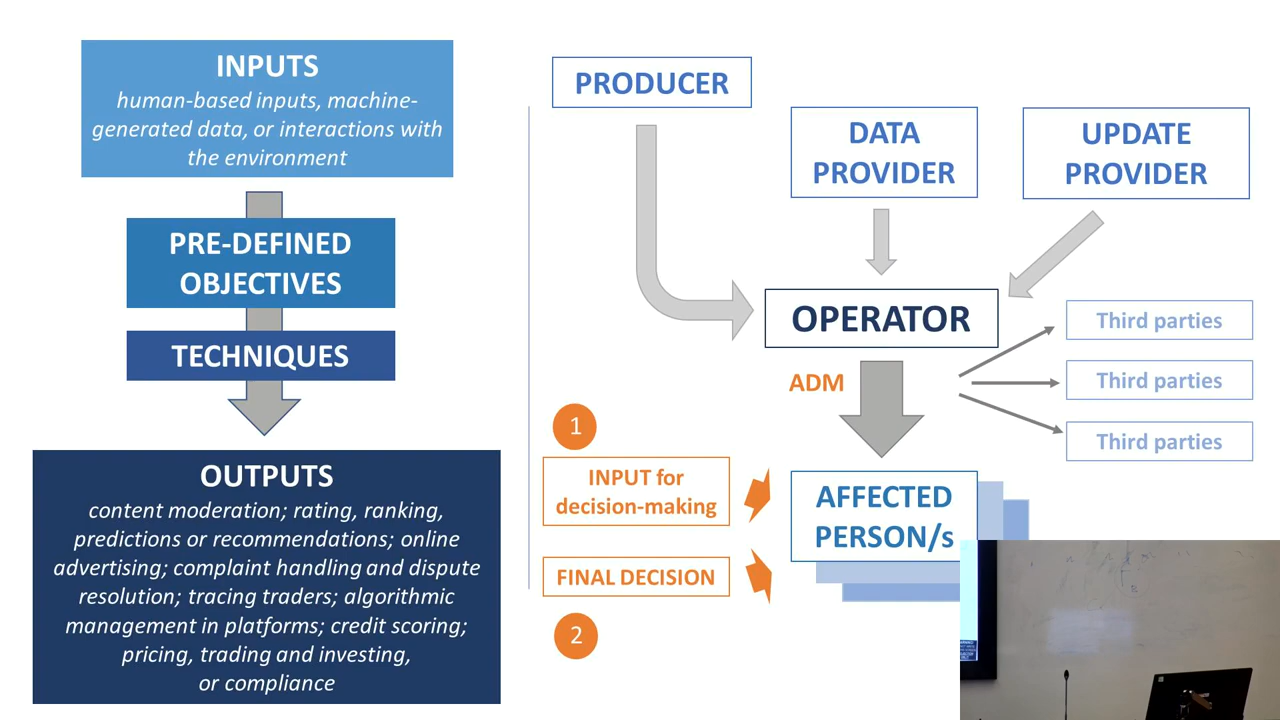 INPUTS
human-based inputs, machine-
generated data, or interactions with
the environment
PRE-DEFINED
OBJECTIVES
TECHNIQUES
OUTPUTS
content moderation; rating, ranking,
predictions or recommendations; online
advertising; complaint handling and dispute
resolution; tracing traders; algorithmic
management in platforms; credit scoring;
pricing, trading and investing,
or compliance
PRODUCER
DATA
PROVIDER
UPDATE
PROVIDER
OPERATOR
Third parties
Third parties
Third parties
ADM
1
INPUT for
decision-making
AFFECTED
PERSON/s
FINAL DECISION
2